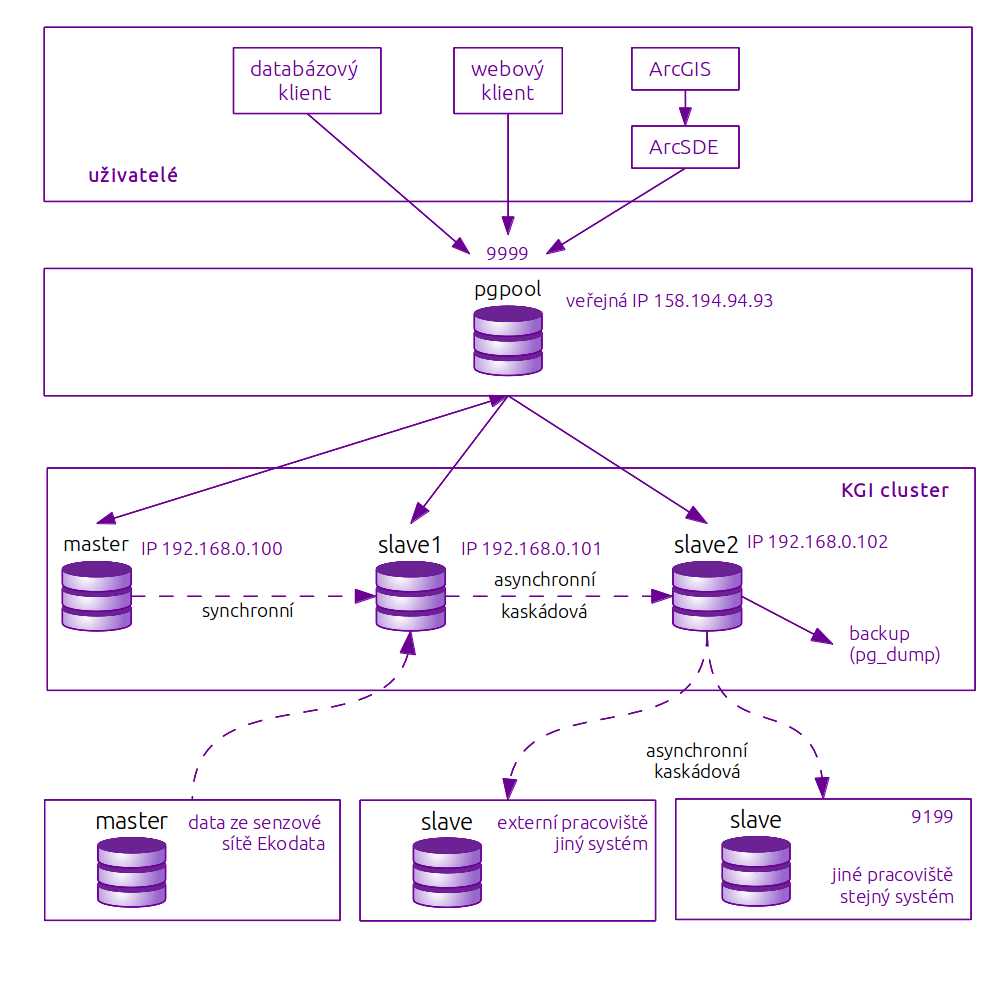 databázový
klient
webový
klient
ArcGIS
ArcSDE
uživatelé
9999
pgpool
veřejná IP 158.194.94.93
KGI cluster
master
IP 192.168.0.100
slave1
IP 192.168.0.101
slave2
IP 192.168.0.102
synchronní
asynchronní
kaskádová
backup
(pg_dump)
asynchronní
kaskádová
master
data ze senzové
sítě Ekodata
slave
externí pracoviště
jiný systém
slave
9199
jiné pracoviště
stejný systém